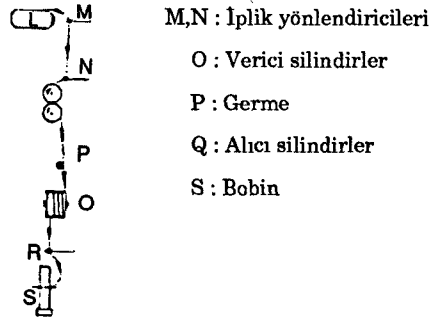 M
L
N
P
O
R
S
M,N : İplik yönlendiricileri
O : Verici silindirler
P : Germe
Q : Alıcı silindirler
S : Bobin